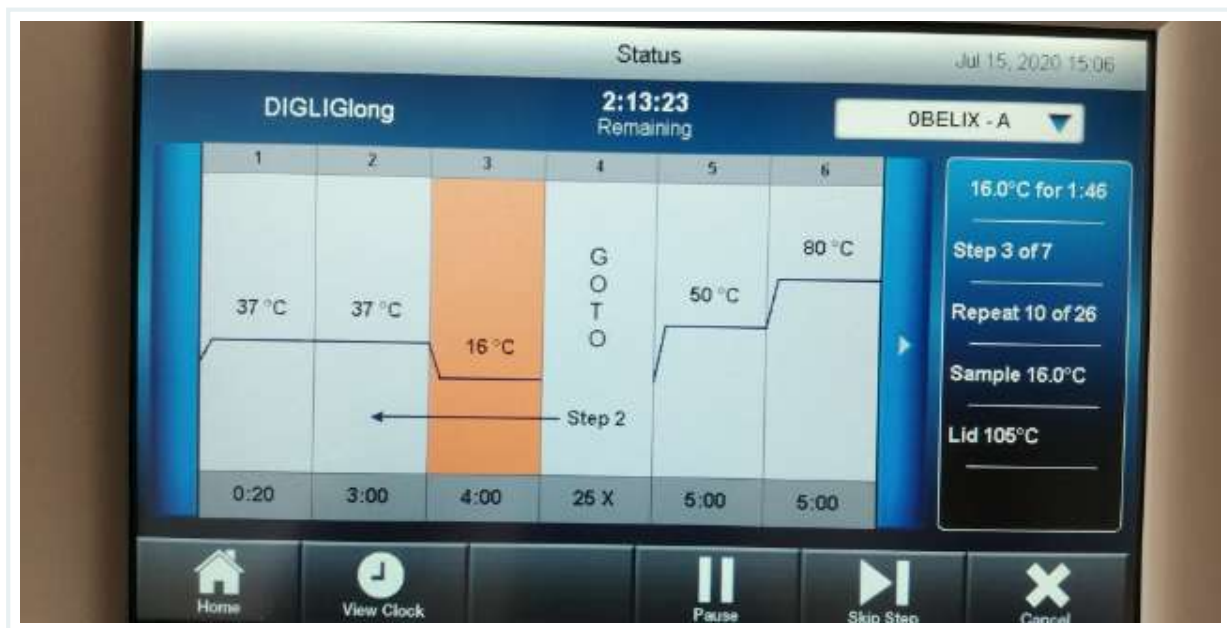 Status
Jul 15, 2020 15:06
DIGLIGlong
2:13:23
Remaining
0BELIX - A
1 2 3 4 5 6
37 °C
37 °C
16 °C
GOTO
Step 2
50 °C
80 °C
0:20 3:00 4:00 25 X 5:00 5:00
16.0°C for 1:46
Step 3 of 7
Repeat 10 of 26
Sample 16.0°C
Lid 105°C
Home
View Clock
Pause
Skip Step
Cancel